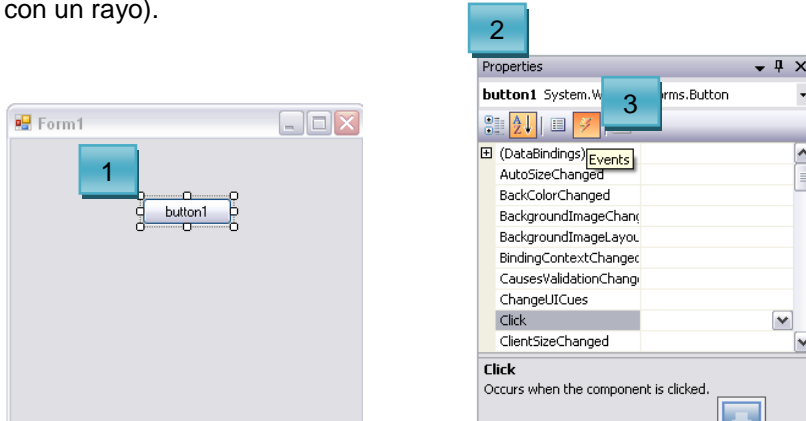 con un rayo).
1
Form1
button1
2
Properties
button1 System.W
3
rms.Button
(DataBindings)
Events
AutoSizeChanged
BackColorChanged
BackgroundImageChang
BackgroundImageLayou
BindingContextChanged
CausesValidationChang
ChangeUICues
Click
ClientSizeChanged
Click
Occurs when the component is clicked.